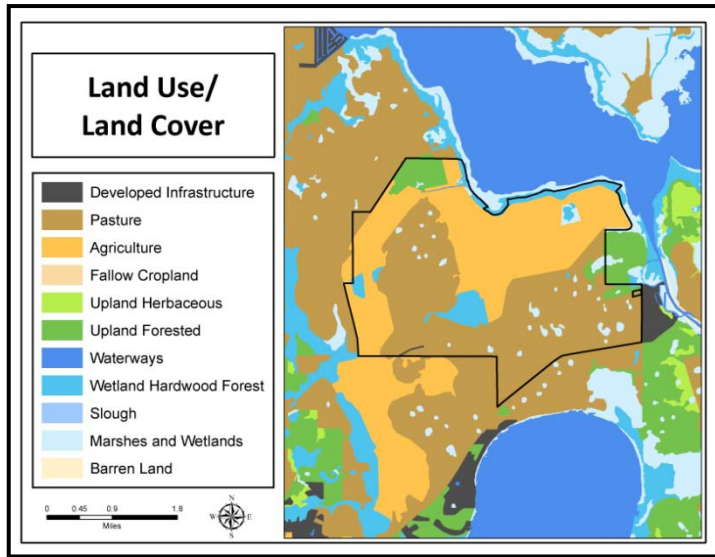 Land Use/
Land Cover
Developed Infrastructure
Pasture
Agriculture
Fallow Cropland
Upland Herbaceous
Upland Forested
Waterways
Wetland Hardwood Forest
Slough
Marshes and Wetlands
Barren Land
0 0.45 0.9 1.8
Miles
N
W E
S